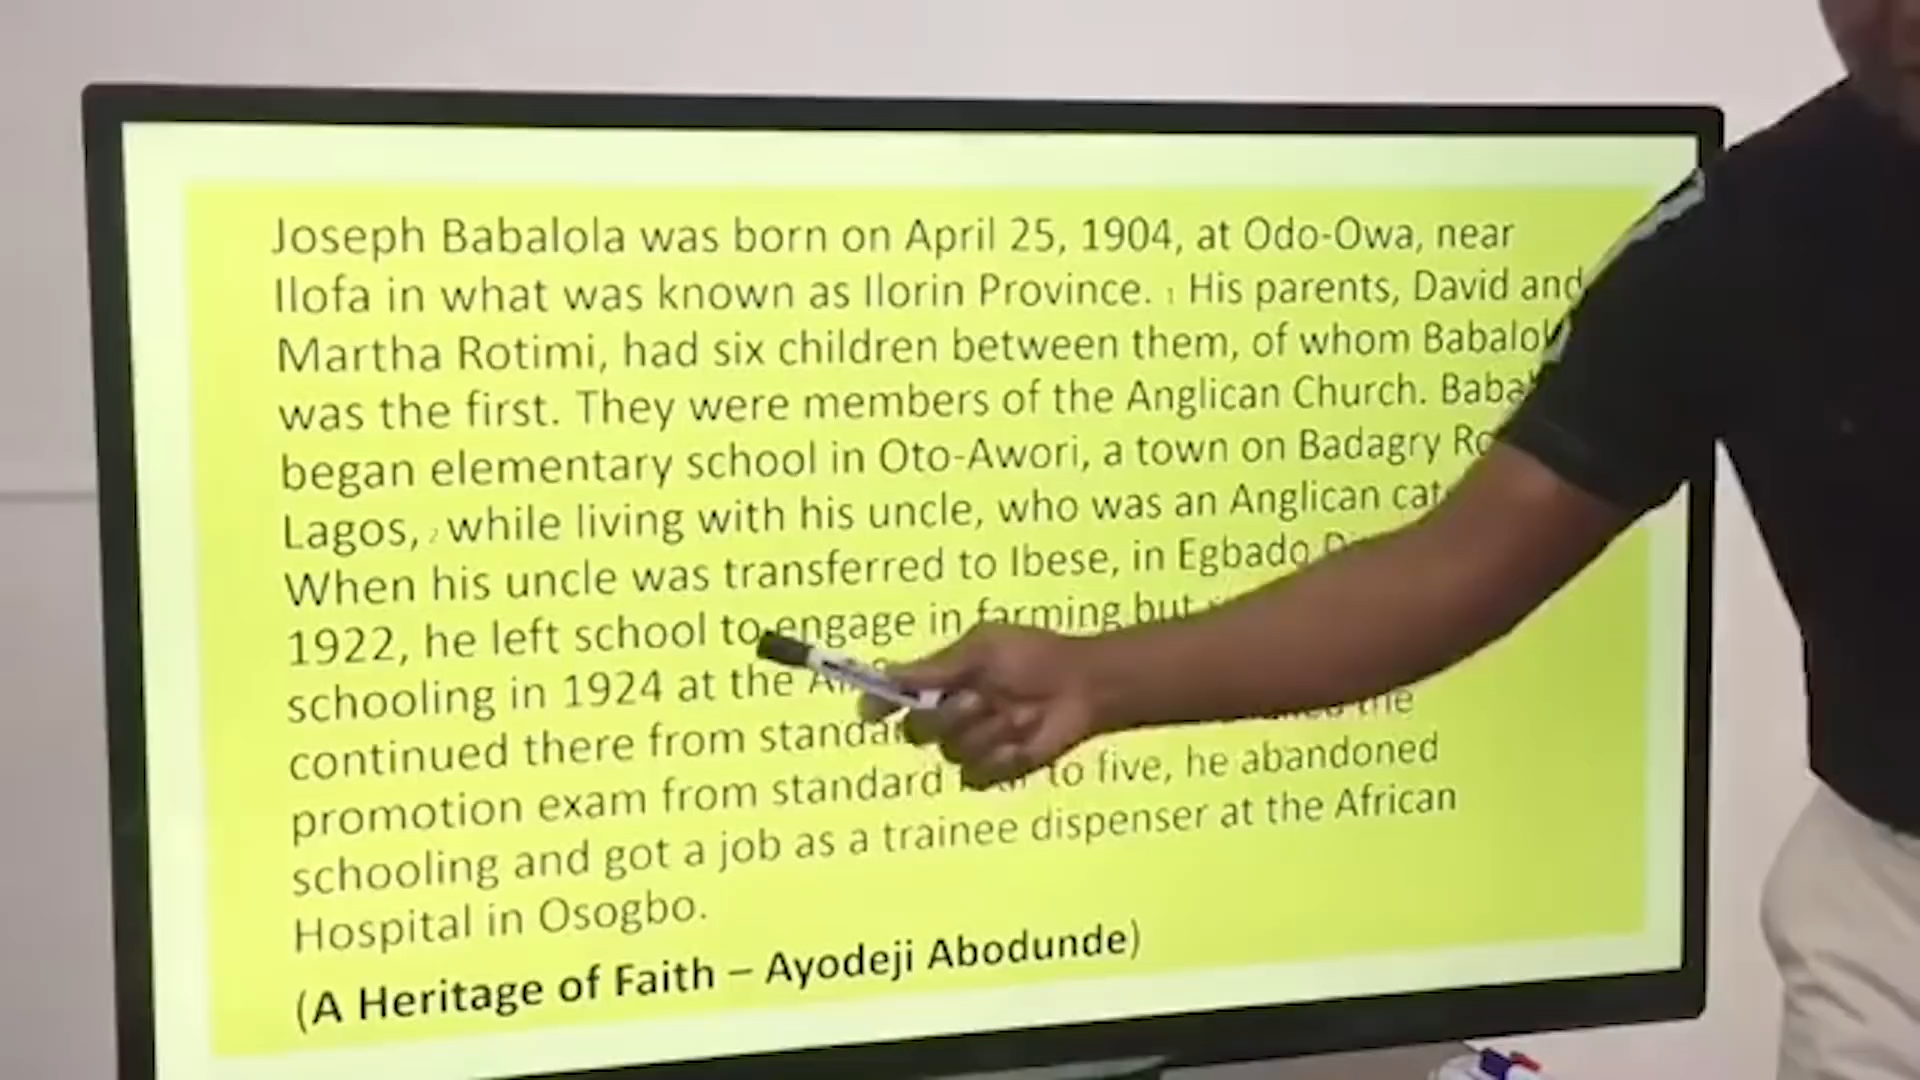 Joseph Babalola was born on April 25, 1904, at Odo-Owa, near
Ilofa in what was known as Ilorin Province. 1 His parents, David and
Martha Rotimi, had six children between them, of whom
was the first. They were members of the Anglican Church.
began elementary school in Oto-Awori, a town on Badagry
Lagos, 2 while living with his uncle, who was an Anglican
When his uncle was transferred to Ibese, in Egbado
1922, he left school to engage in farming but
schooling in 1924 at the
continued there from the
promotion exam from standard to five, he abandoned
schooling and got a job as a trainee dispenser at the African
Hospital in Osogbo.
(A Heritage of Faith – Ayodeji Abodunde)